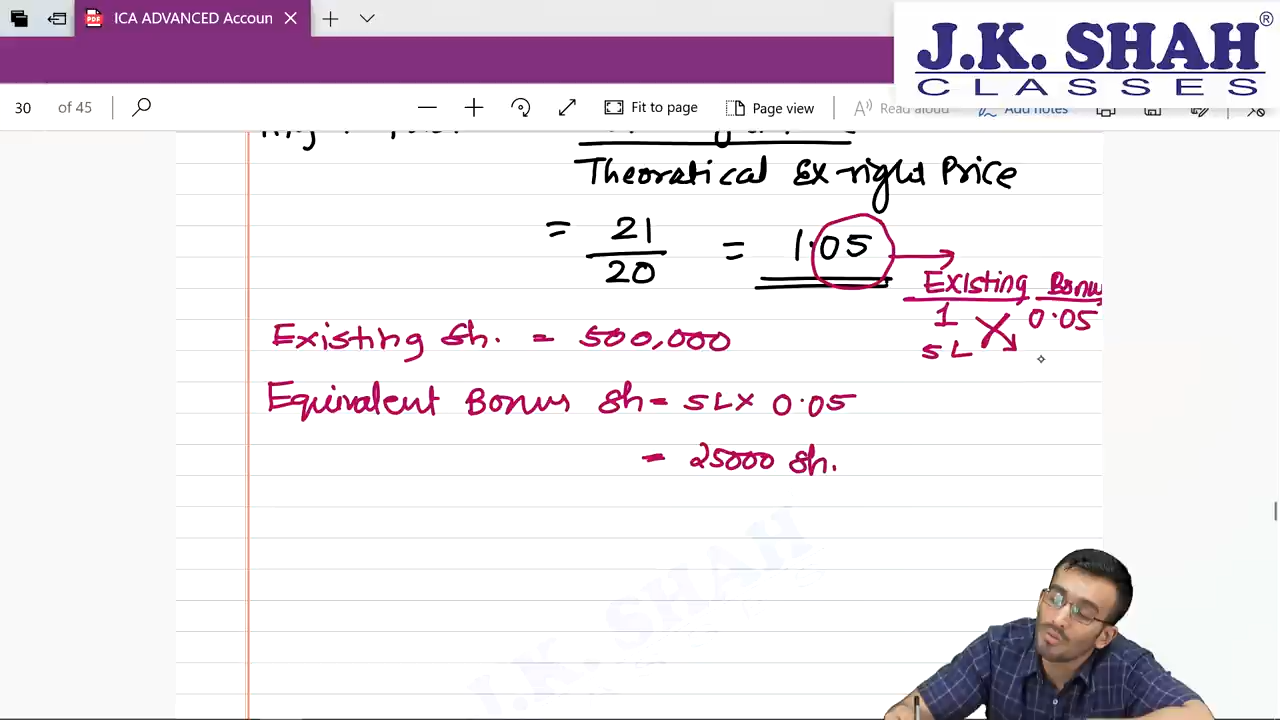 ICA ADVANCED Accoun
J.K. SHAH®
CLASSES
30 of 45
Fit to page
Page view
Read aloud
Add notes
Theoratical Ex-right Price
= 21/20 = 1.05
Existing Bonus
1 0.05
5L
Existing Sh. = 500,000
Equivalent Bonus Sh = 5L x 0.05
= 25000 Sh.
J.K. SHAH